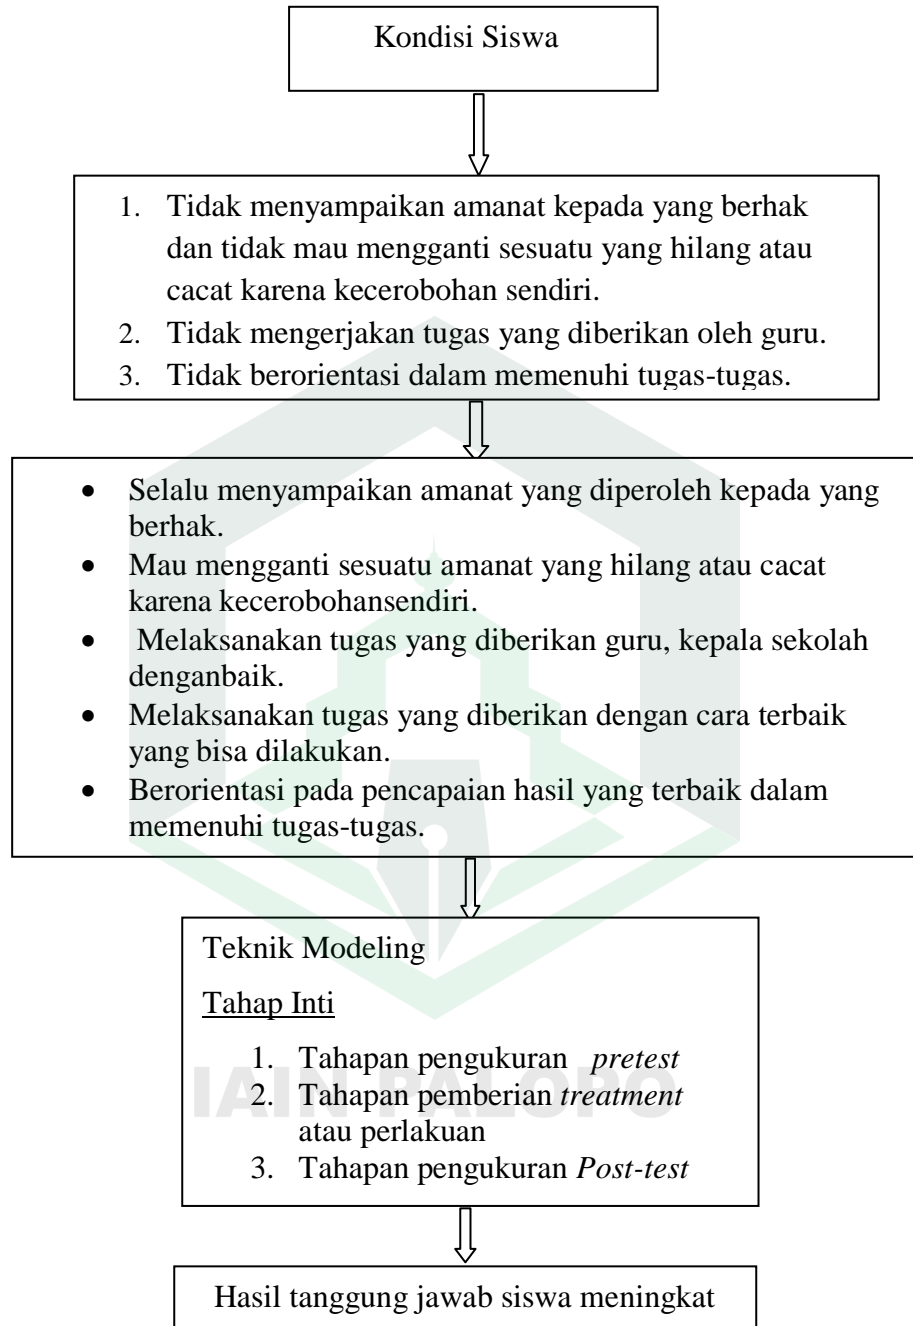 Kondisi Siswa
1. Tidak menyampaikan amanat kepada yang berhak
dan tidak mau mengganti sesuatu yang hilang atau
cacat karena kecerobohan sendiri.
2. Tidak mengerjakan tugas yang diberikan oleh guru.
3. Tidak berorientasi dalam memenuhi tugas-tugas.
• Selalu menyampaikan amanat yang diperoleh kepada yang
berhak.
• Mau mengganti sesuatu amanat yang hilang atau cacat
karena kecerobohansendiri.
• Melaksanakan tugas yang diberikan guru, kepala sekolah
denganbaik.
• Melaksanakan tugas yang diberikan dengan cara terbaik
yang bisa dilakukan.
• Berorientasi pada pencapaian hasil yang terbaik dalam
memenuhi tugas-tugas.
Teknik Modeling
Tahap Inti
1. Tahapan pengukuran pretest
2. Tahapan pemberian treatment
atau perlakuan
3. Tahapan pengukuran Post-test
IAIN PALOPO
Hasil tanggung jawab siswa meningkat